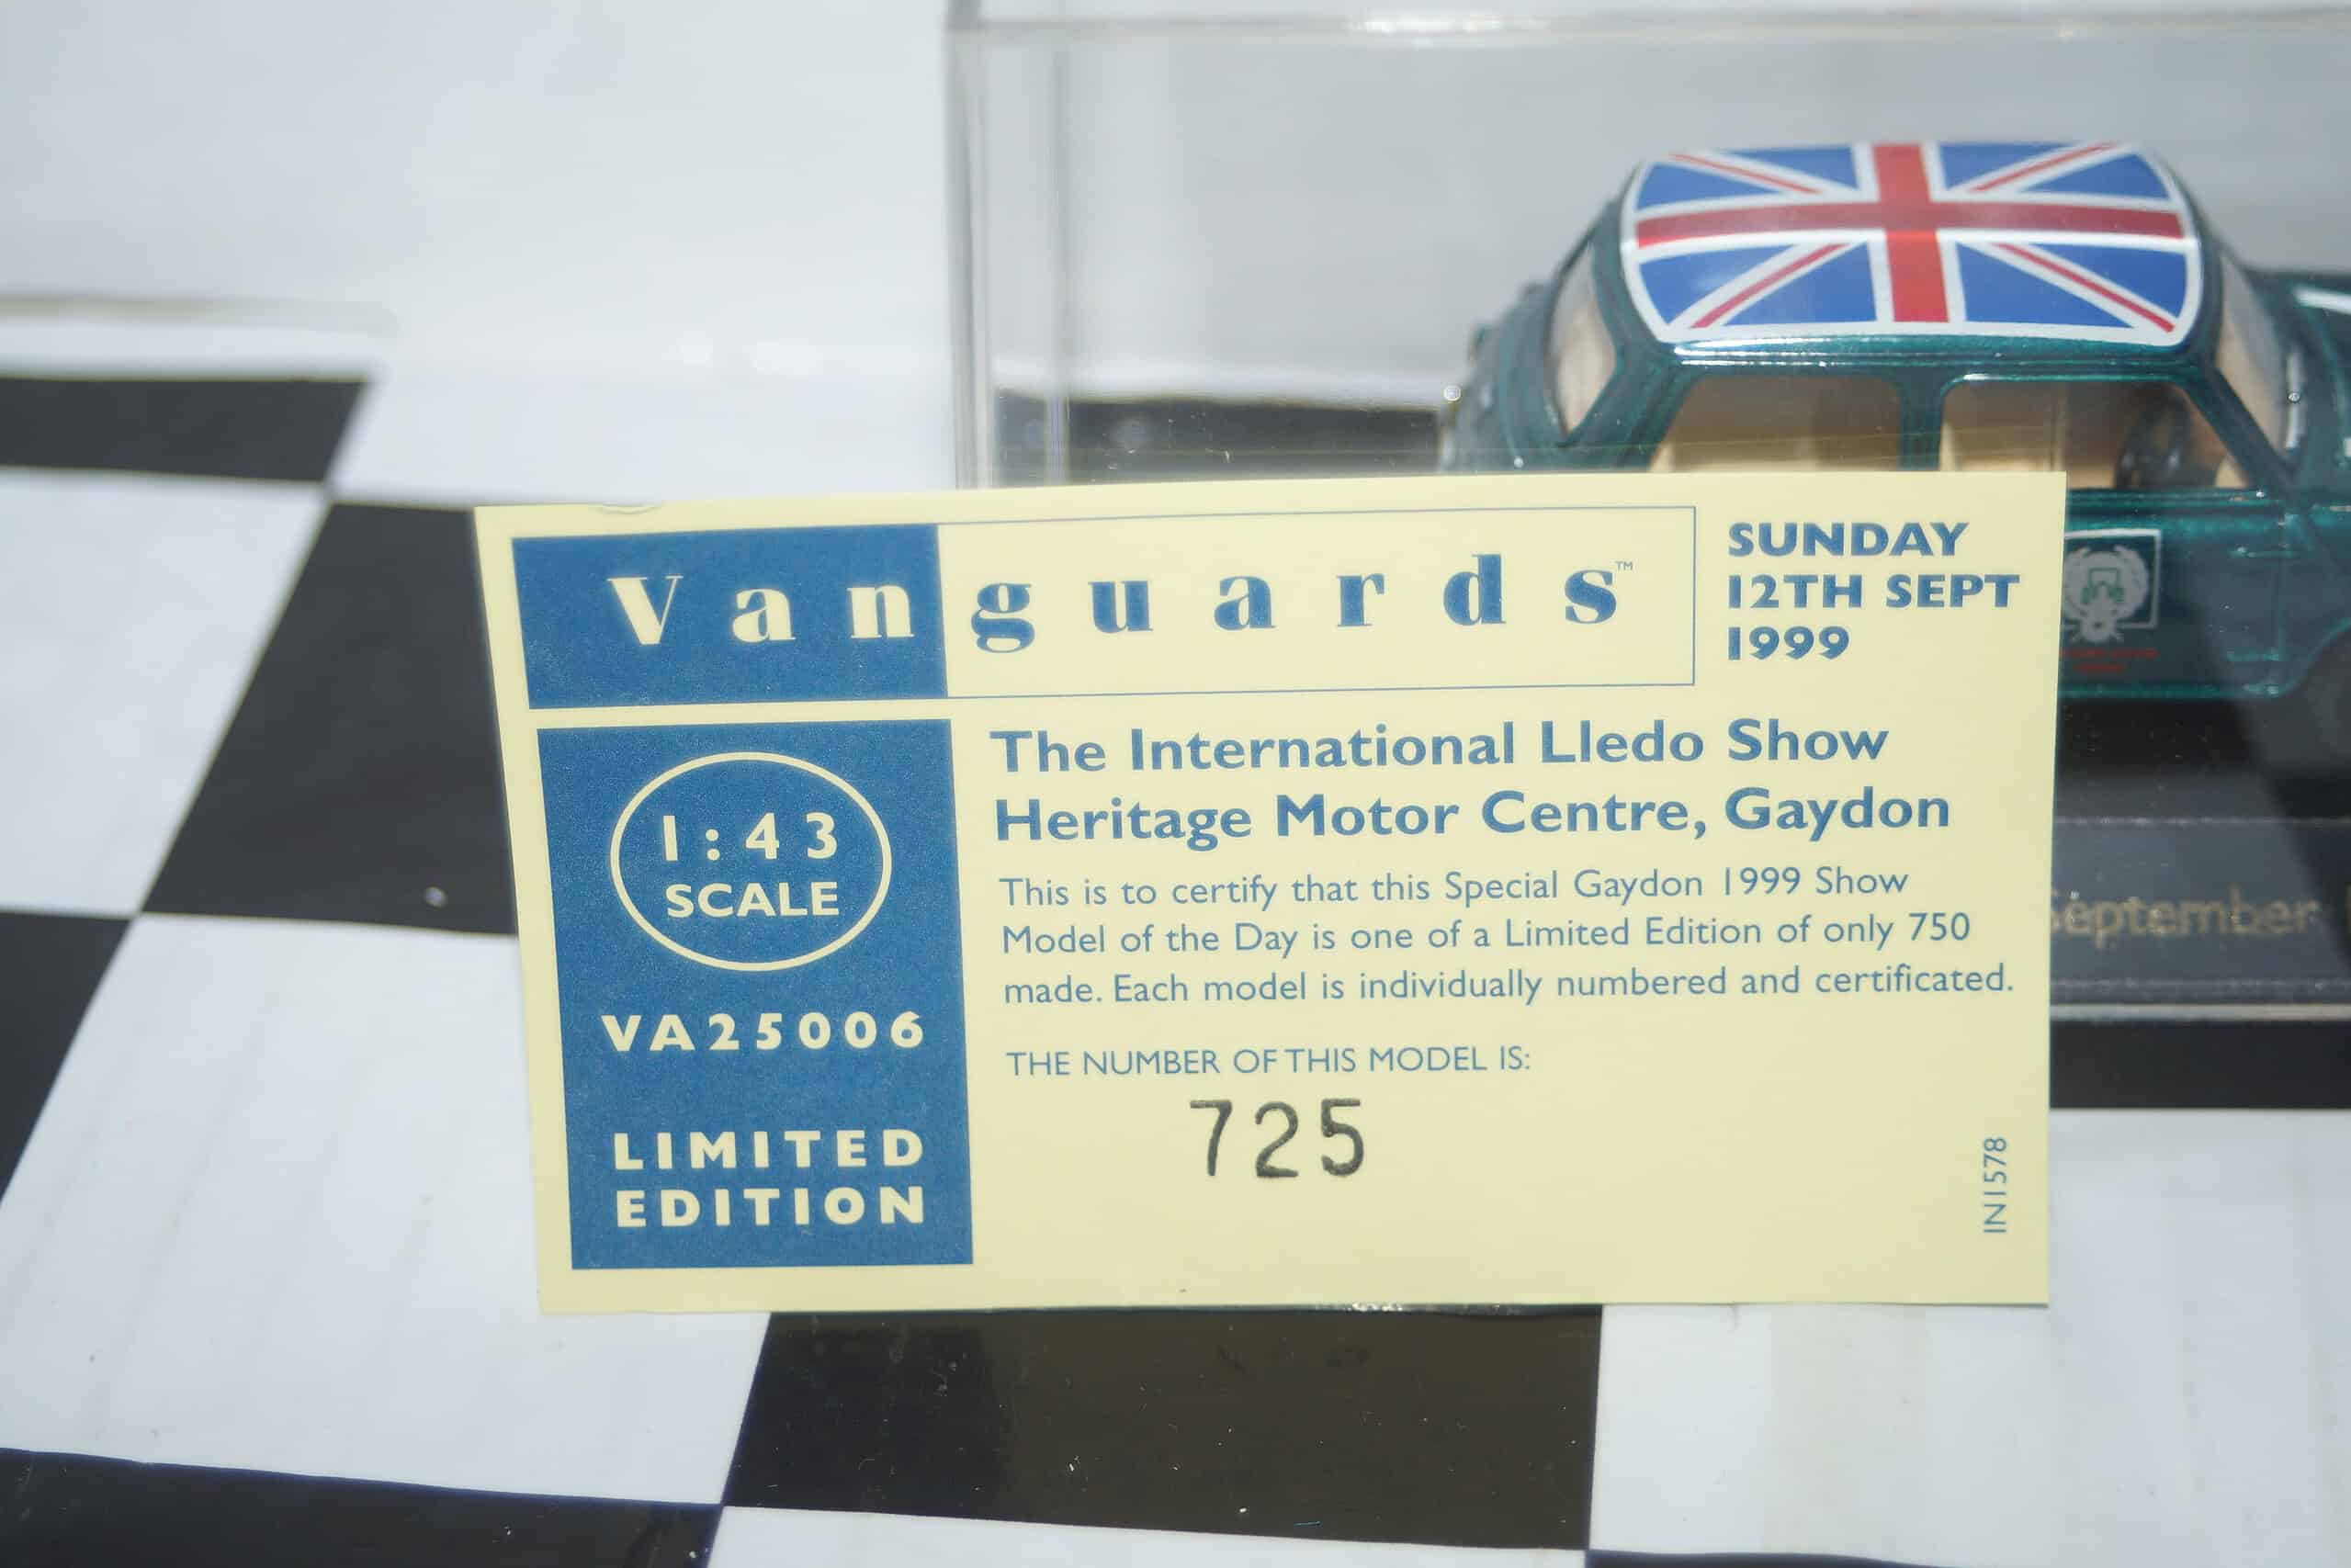 Vanguards™
SUNDAY
12TH SEPT
1999
1:43
SCALE
VA25006
LIMITED
EDITION
The International Lledo Show
Heritage Motor Centre, Gaydon
This is to certify that this Special Gaydon 1999 Show
Model of the Day is one of a Limited Edition of only 750
made. Each model is individually numbered and certificated.
THE NUMBER OF THIS MODEL IS:
725
IN1578
September